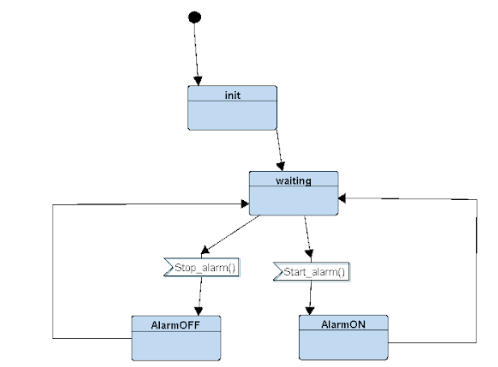 init
waiting
Stop_alarm()
Start_alarm()
AlarmOFF
AlarmON